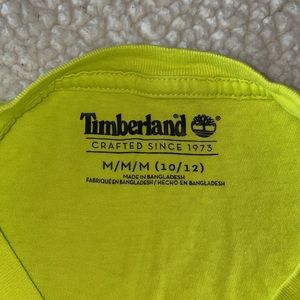 Timberland ®
CRAFTED SINCE 1973
M/M/M (10/12)
MADE IN BANGLADESH
FABRIQUÉ EN BANGLADESH / HECHO EN BANGLADESH